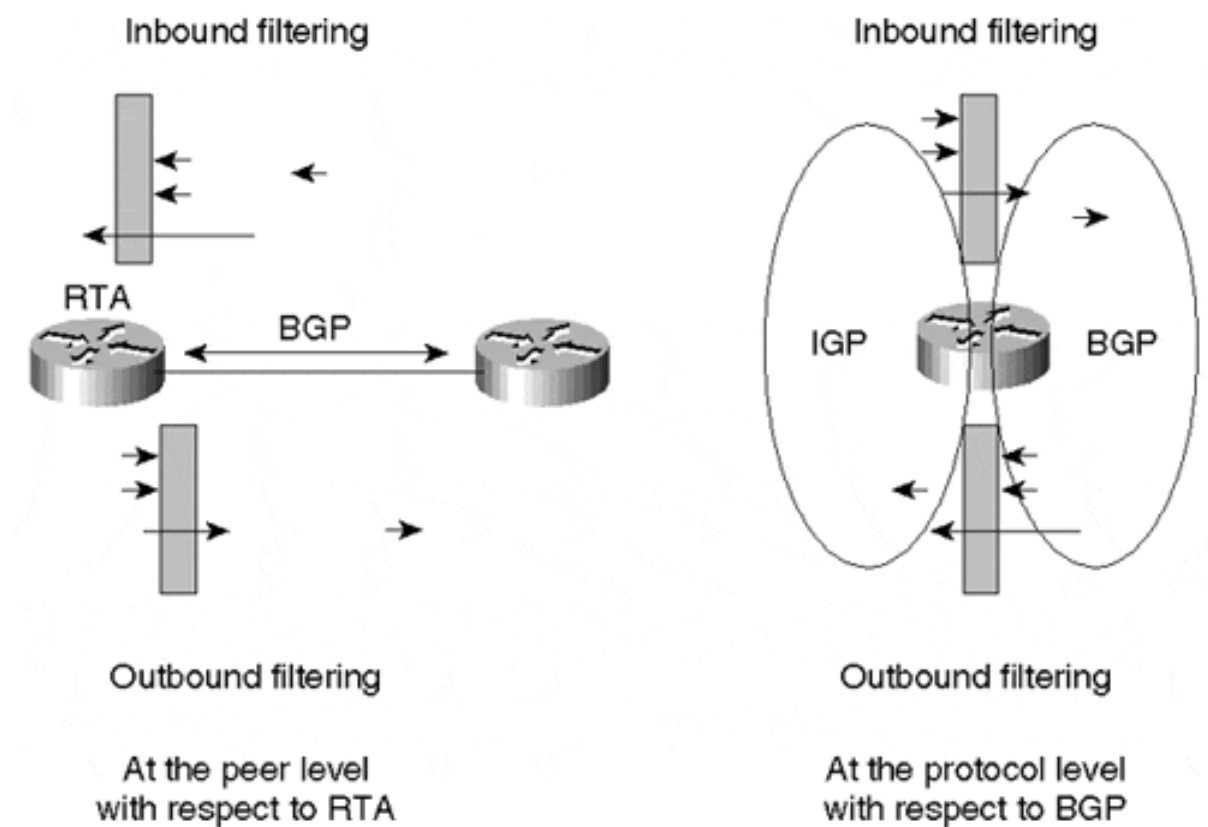 Inbound filtering
RTA
BGP
Outbound filtering
At the peer level
with respect to RTA
Inbound filtering
IGP
BGP
Outbound filtering
At the protocol level
with respect to BGP